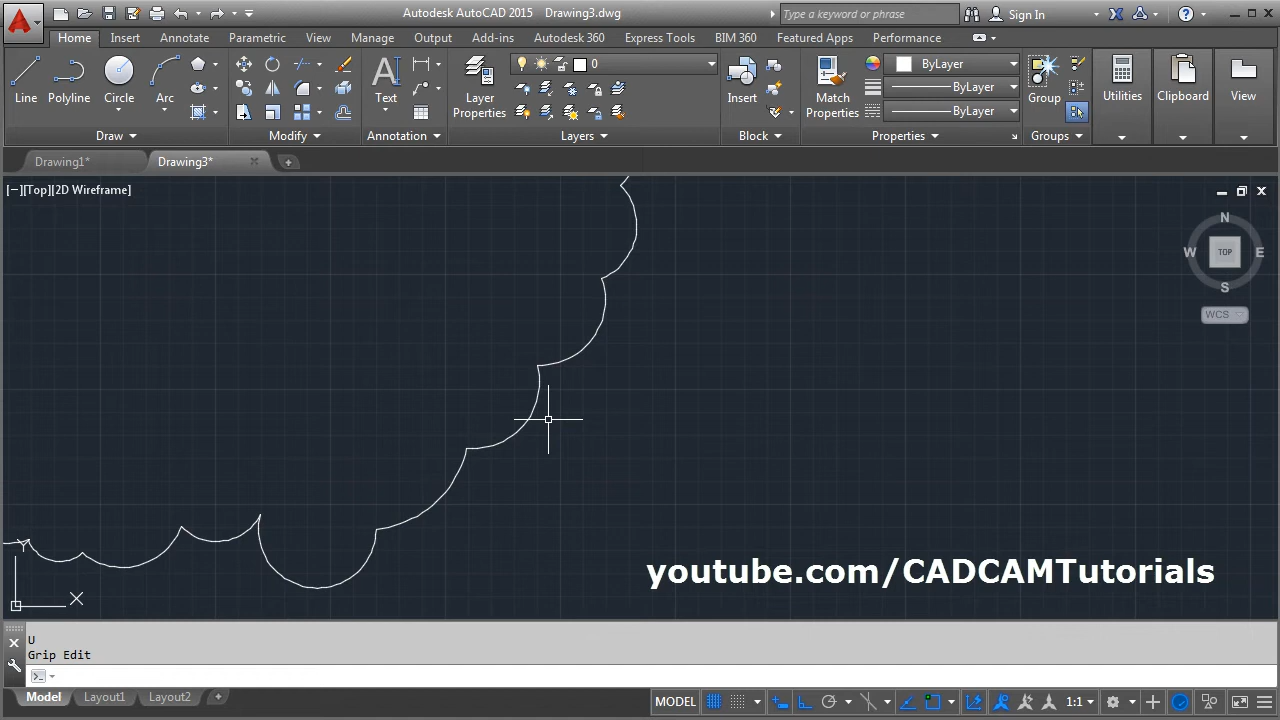 Autodesk AutoCAD 2015 Drawing3.dwg
Type a keyword or phrase
Sign In
Home Insert Annotate Parametric View Manage Output Add-ins Autodesk 360 Express Tools BIM 360 Featured Apps Performance
Line Polyline Circle Arc
Text
Layer
Properties
0
Insert
Match
Properties
ByLayer
ByLayer
ByLayer
Group
Utilities
Clipboard
View
Draw
Modify
Annotation
Layers
Block
Properties
Groups
Drawing1*
Drawing3*
[−][Top][2D Wireframe]
N
W TOP E
S
WCS
youtube.com/CADCAMTutorials
X
Y
U
Grip Edit
Model Layout1 Layout2
MODEL
1:1